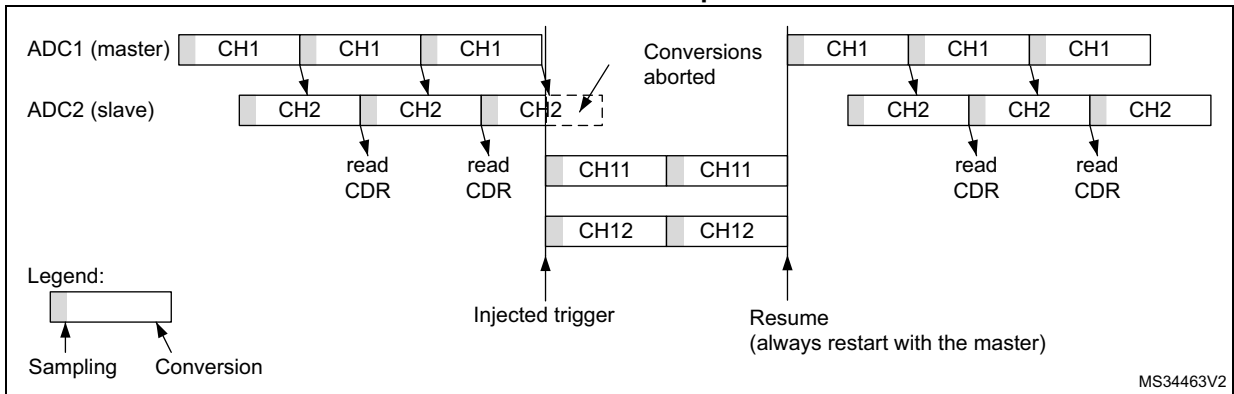 ADC1 (master) CH1 CH1 CH1 CH1 CH1 CH1
Conversions
aborted
ADC2 (slave) CH2 CH2 CH2 CH2 CH2 CH2
read read read read
CDR CDR CDR CDR
CH11 CH11
CH12 CH12
Legend:
Sampling Conversion
Injected trigger
Resume
(always restart with the master)
MS34463V2